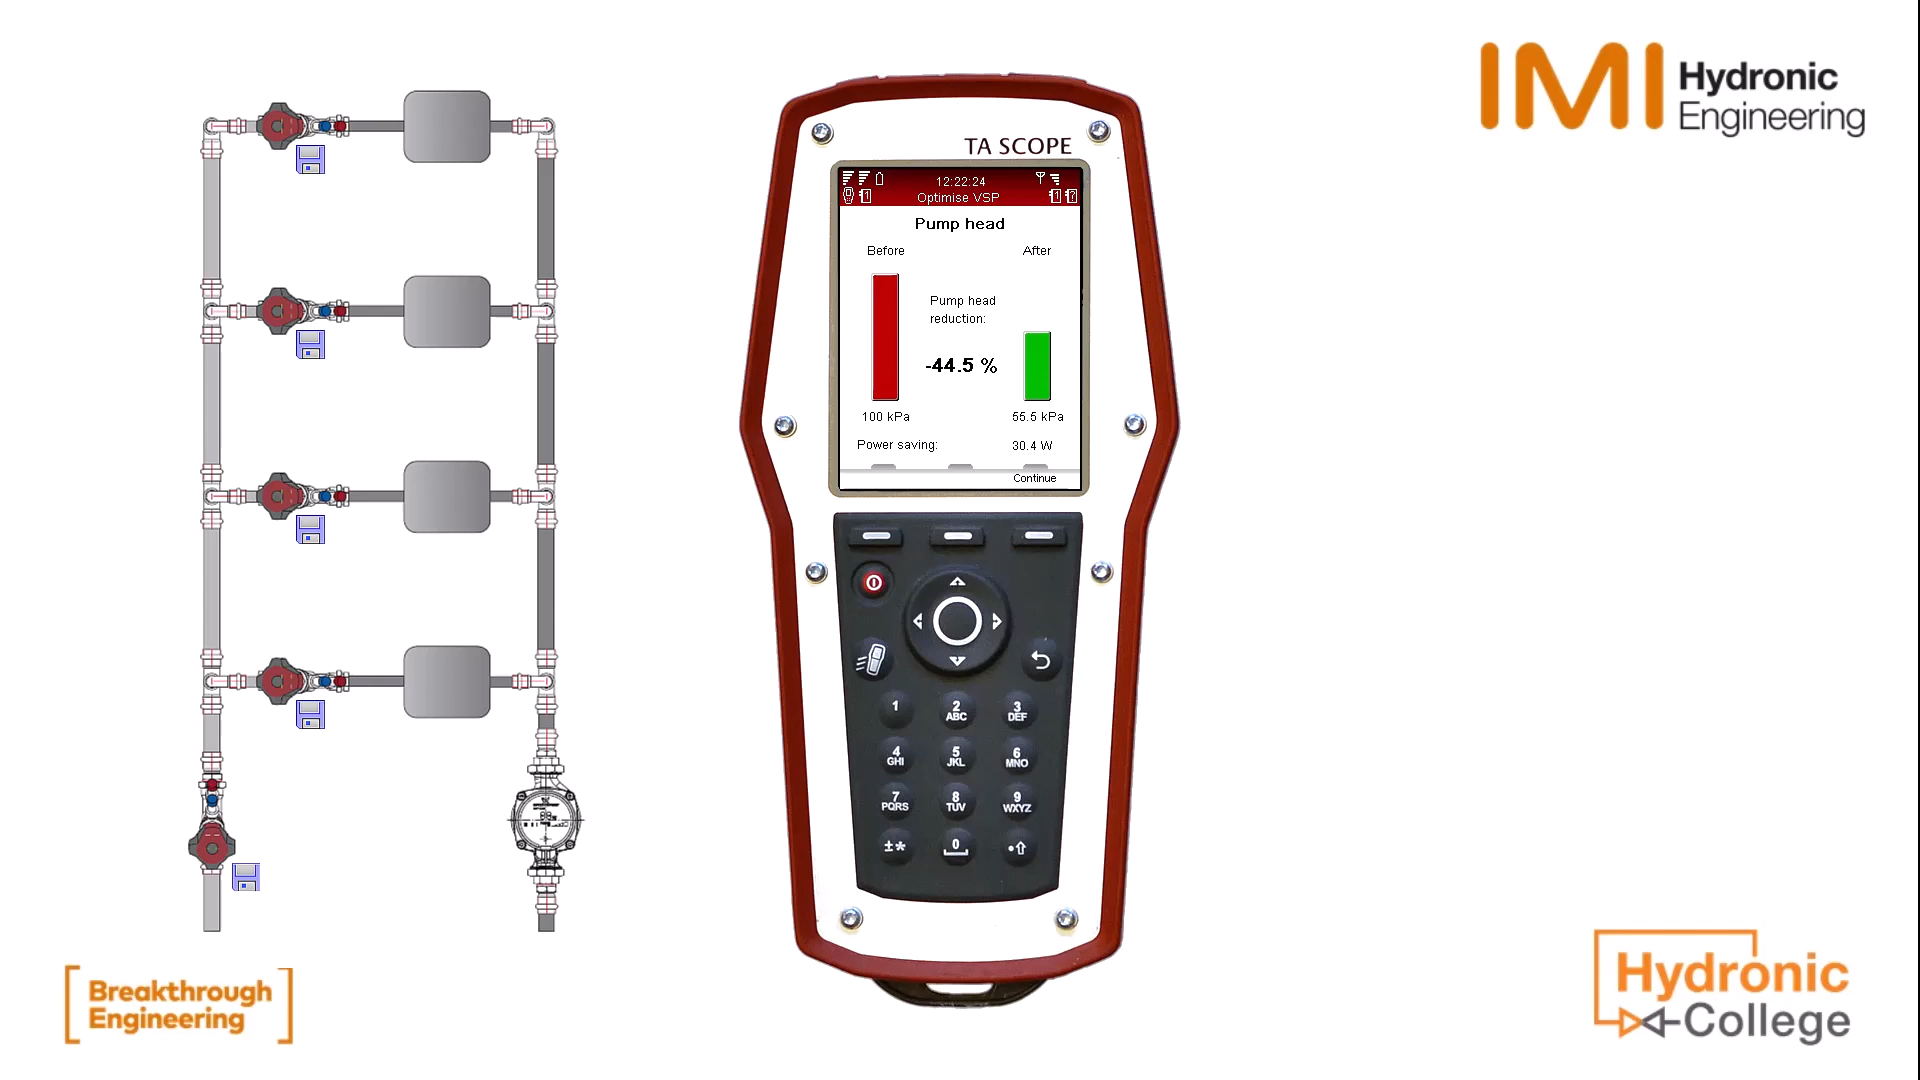 IMI Hydronic
Engineering
TA SCOPE
12:22:24
Optimise VSP
Pump head
Before
After
Pump head
reduction:
-44.5 %
100 kPa
55.5 kPa
Power saving:
30.4 W
Continue
1
2
ABC
3
DEF
4
GHI
5
JKL
6
MNO
7
PQRS
8
TUV
9
WXYZ
±*
0
Breakthrough
Engineering
Hydronic
College